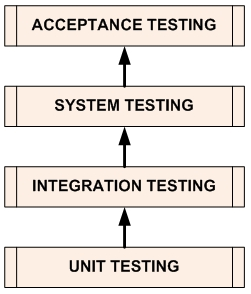 ACCEPTANCE TESTING
SYSTEM TESTING
INTEGRATION TESTING
UNIT TESTING